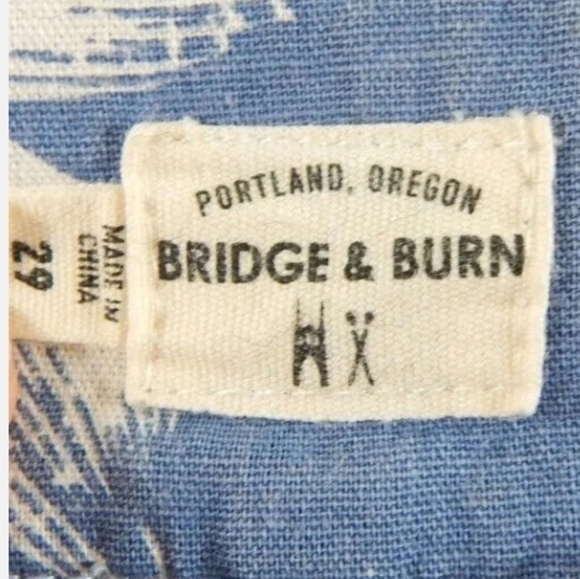 PORTLAND, OREGON
BRIDGE & BURN
MADE IN
CHINA
29